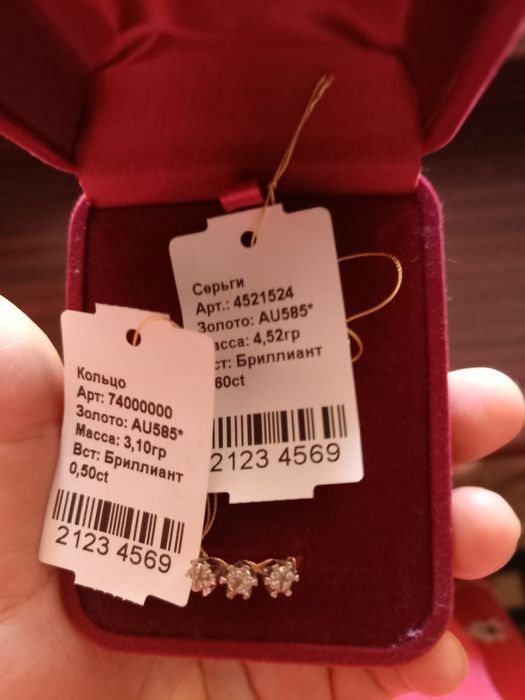 Серьги
Арт.: 4521524
Золото: AU585*
асса: 4,52гр
ст: Бриллиант
60ct
2123 4569
Кольцо
Арт: 74000000
Золото: AU585*
Масса: 3,10гр
Вст: Бриллиант
0,50ct
2123 4569